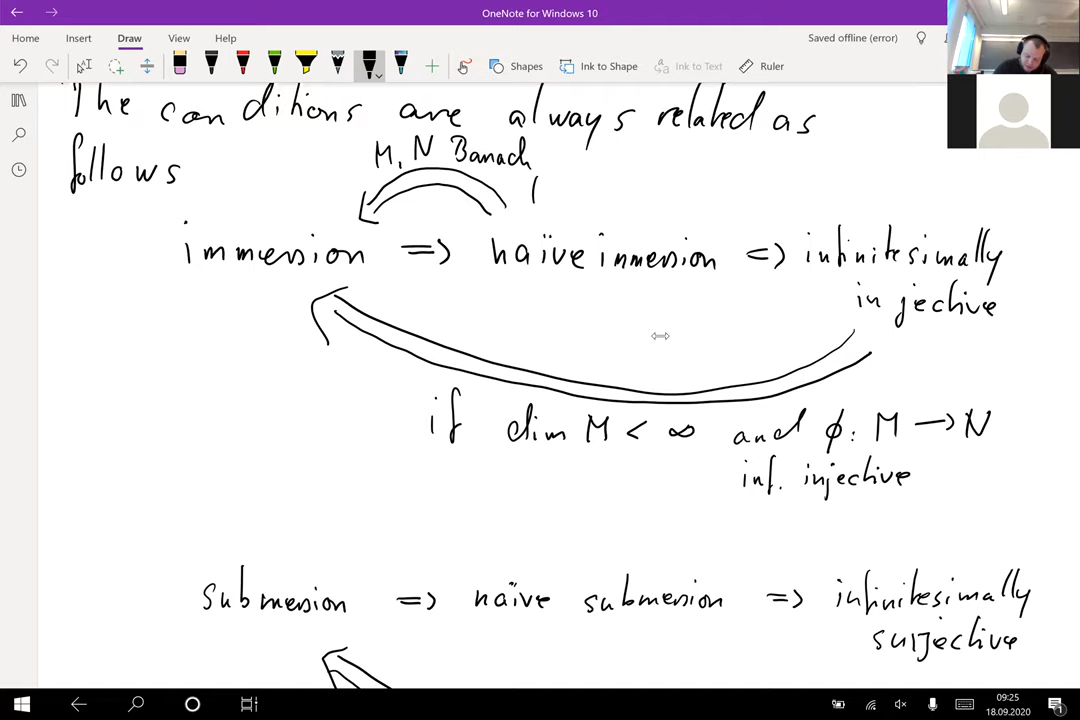 OneNote for Windows 10
Home Insert Draw View Help
Saved offline (error)
Shapes Ink to Shape Ink to Text Ruler
The conditions are always related as
follows
M, N Banach
(
immersion => naïve immersion <=> infinitesimally
injective
if dim M < ∞ and φ: M → N
inf. injective
submersion => naïve submersion => infinitesimally
surjective
09:25
18.09.2020